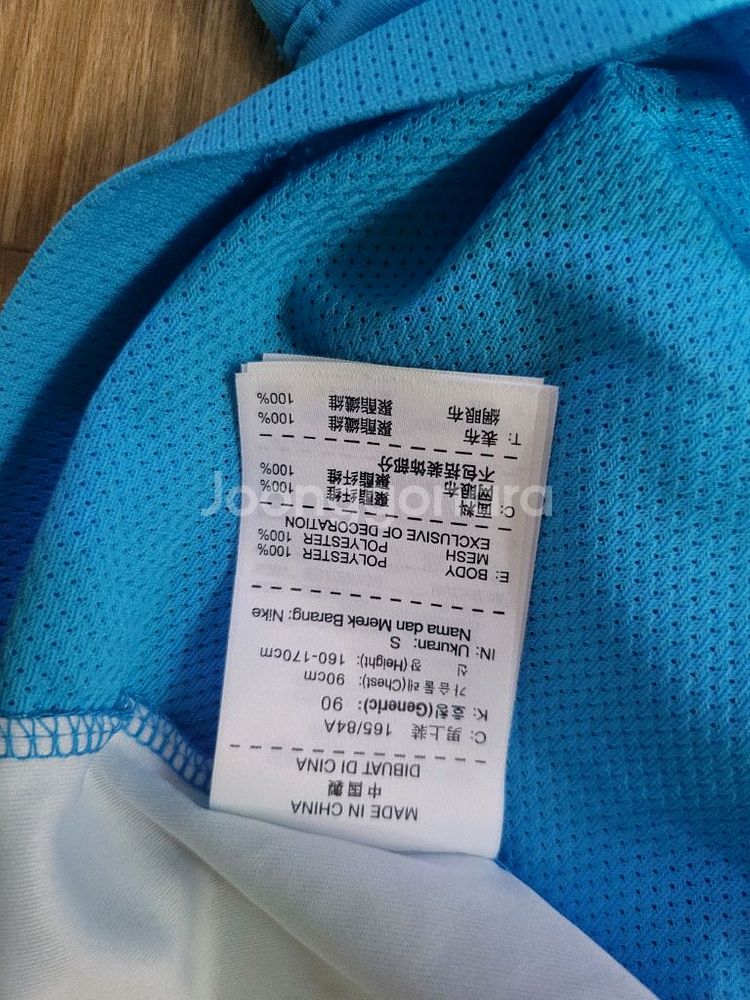 MADE IN CHINA
中國製
DIBUAT DI CINA
C: 男上装 165/84A
K: 호칭(Generic): 90
가슴둘레(Chest): 90cm
신 장(Height): 160-170cm
IN: Ukuran: S
Nama dan Merek Barang: Nike
E: BODY POLYESTER 100%
MESH POLYESTER 100%
EXCLUSIVE OF DECORATION
C: 面料 聚酯纤维 100%
网眼布 聚酯纤维 100%
不包括装饰部分
T: 表布 聚酯纖維 100%
網眼布 聚酯纖維 100%
Joonggonara